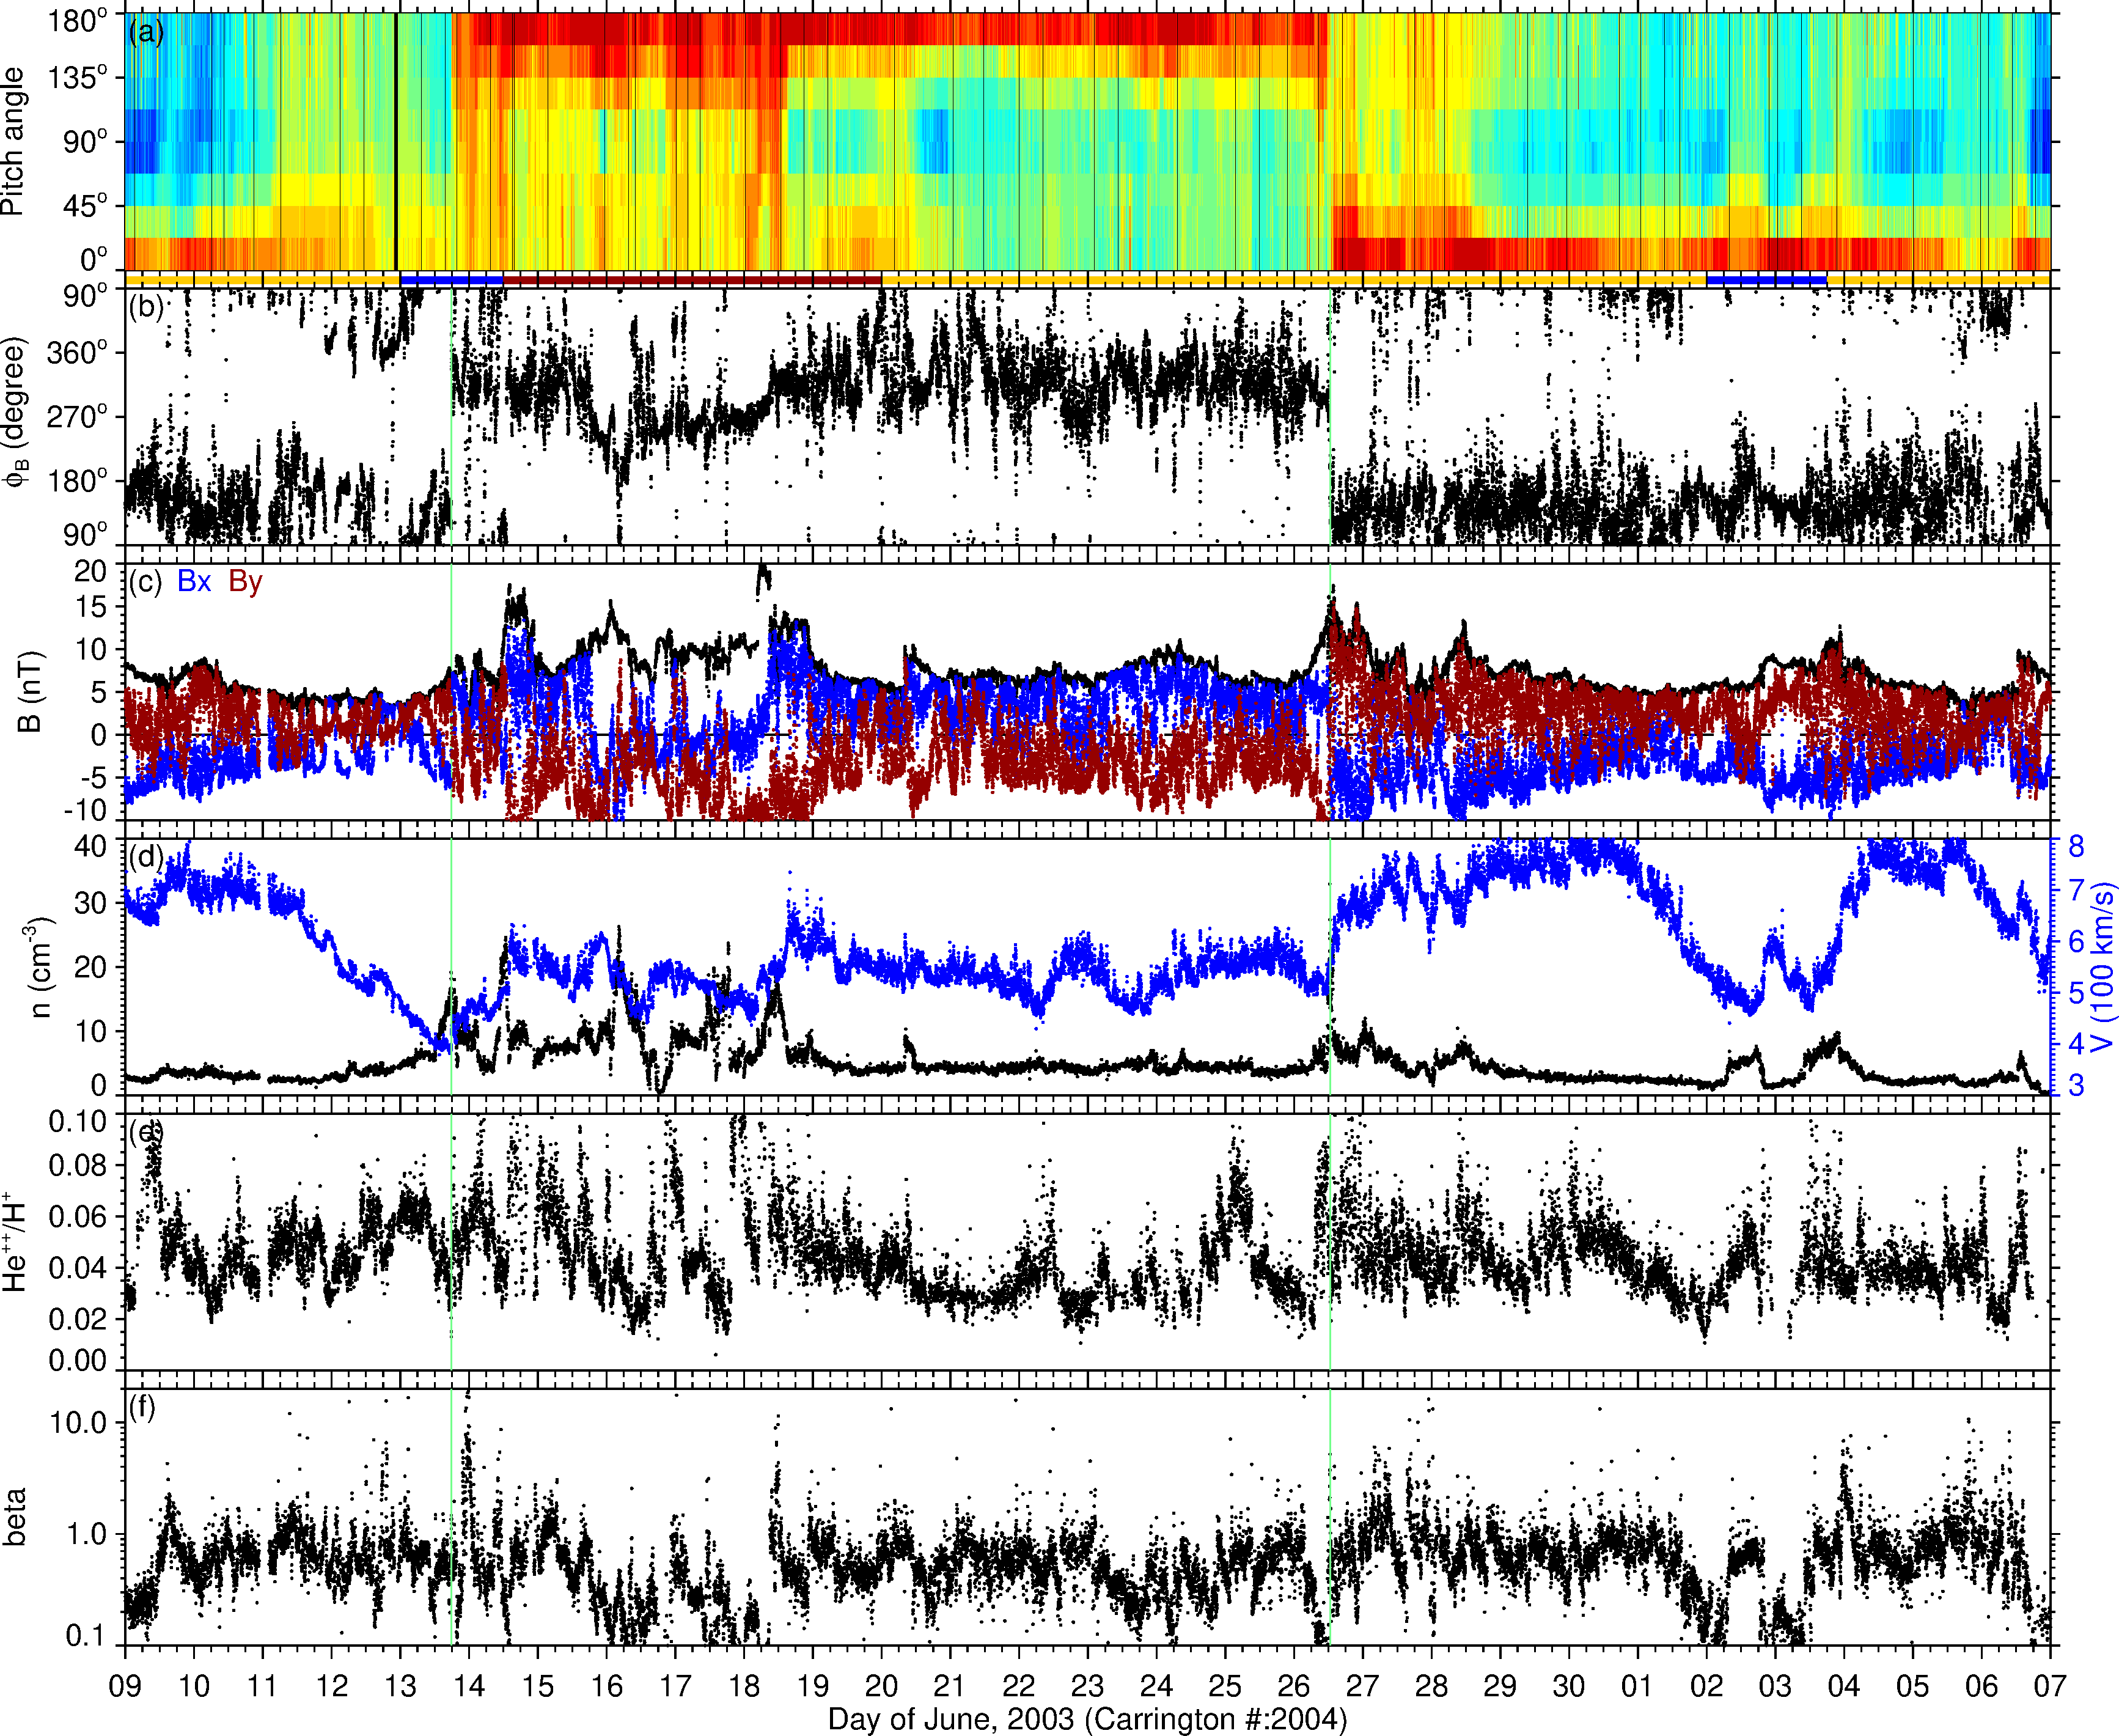 180°
135°
90°
45°
0°
Pitch angle
(a)
90°
360°
270°
180°
90°
ϕB (degree)
(b)
20
15
10
5
0
-5
-10
B (nT)
(c) Bx By
40
30
20
10
0
n (cm-3)
(d)
8
7
6
5
4
3
V (100 km/s)
0.10
0.08
0.06
0.04
0.02
0.00
He++/H+
(e)
10.0
1.0
0.1
beta
(f)
09 10 11 12 13 14 15 16 17 18 19 20 21 22 23 24 25 26 27 28 29 30 01 02 03 04 05 06 07
Day of June, 2003 (Carrington #:2004)